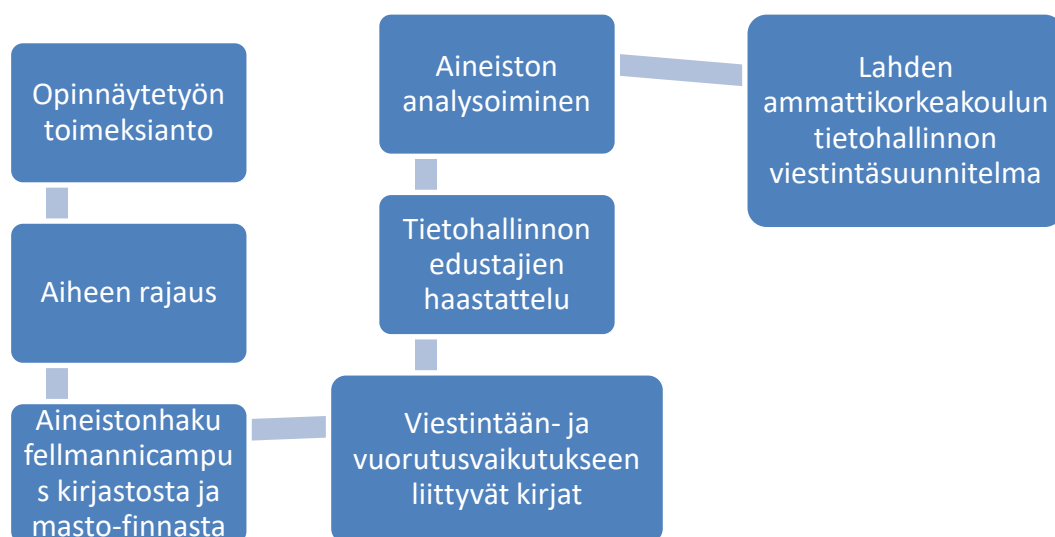 Opinnäytetyön
toimeksianto
Aiheen rajaus
Aineistonhaku
fellmannicampu
s kirjastosta ja
masto-finnasta
Viestintään- ja
vuorutusvaikutukseen
liittyvät kirjat
Tietohallinnon
edustajien
haastattelu
Aineiston
analysoiminen
Lahden
ammattikorkeakoulun
tietohallinnon
viestintäsuunnitelma